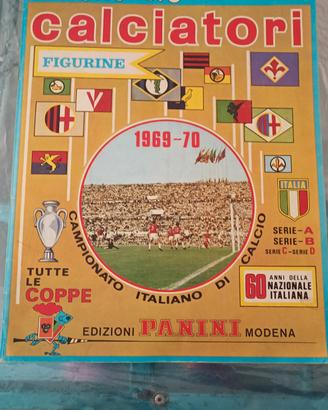 calciatori
FIGURINE
1969-70
CAMPIONATO ITALIANO DI CALCIO
ITALIA
SERIE-A
SERIE-B
SERIE C-SERIE D
TUTTE
LE
COPPE
60 ANNI DELLA
NAZIONALE
ITALIANA
EDIZIONI PANINI MODENA